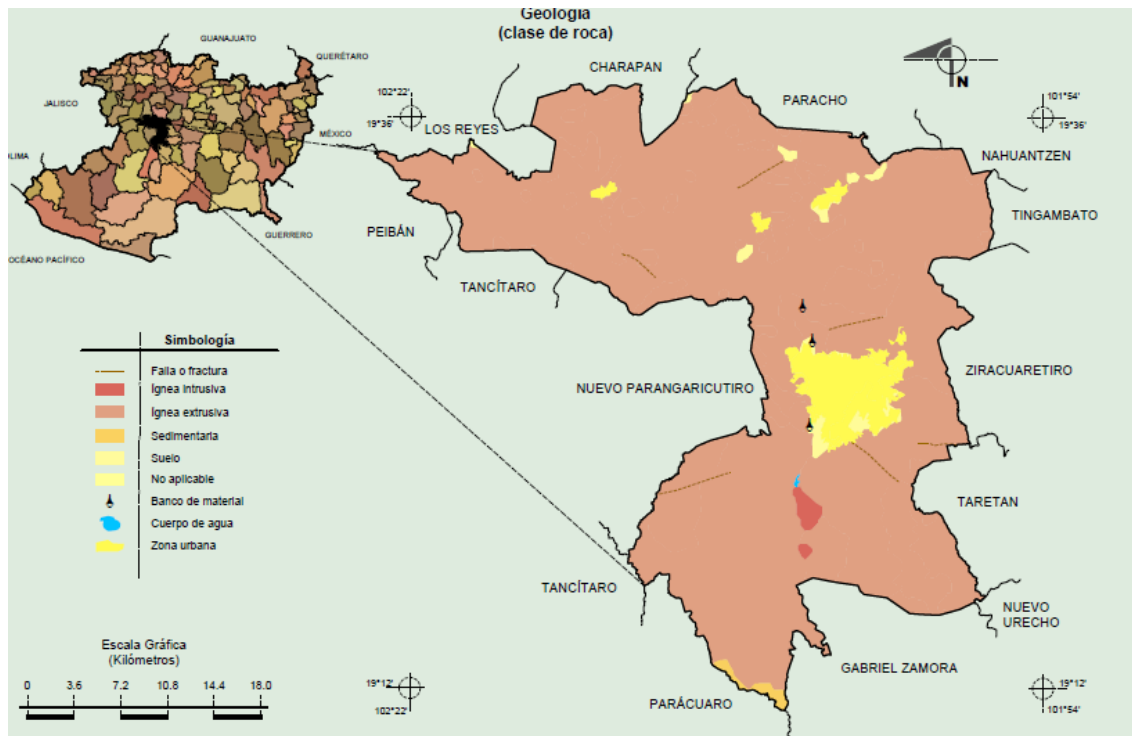 Geología
(clase de roca)
GUANAJUATO
QUERÉTARO
JALISCO
MÉXICO
OLIMA
GUERRERO
OCÉANO PACÍFICO
CHARAPAN
PARACHO
LOS REYES
NAHUANTZEN
TINGAMBATO
PEIBÁN
TANCÍTARO
NUEVO PARANGARICUTIRO
ZIRACUARETIRO
TARETAN
TANCÍTARO
NUEVO
URECHO
GABRIEL ZAMORA
PARÁCUARO
N
102°22'
19°36'
101°54'
19°36'
19°12'
102°22'
19°12'
101°54'
Simbología
Falla o fractura
Ígnea intrusiva
Ígnea extrusiva
Sedimentaria
Suelo
No aplicable
Banco de material
Cuerpo de agua
Zona urbana
Escala Gráfica
(Kilómetros)
0 3.6 7.2 10.8 14.4 18.0